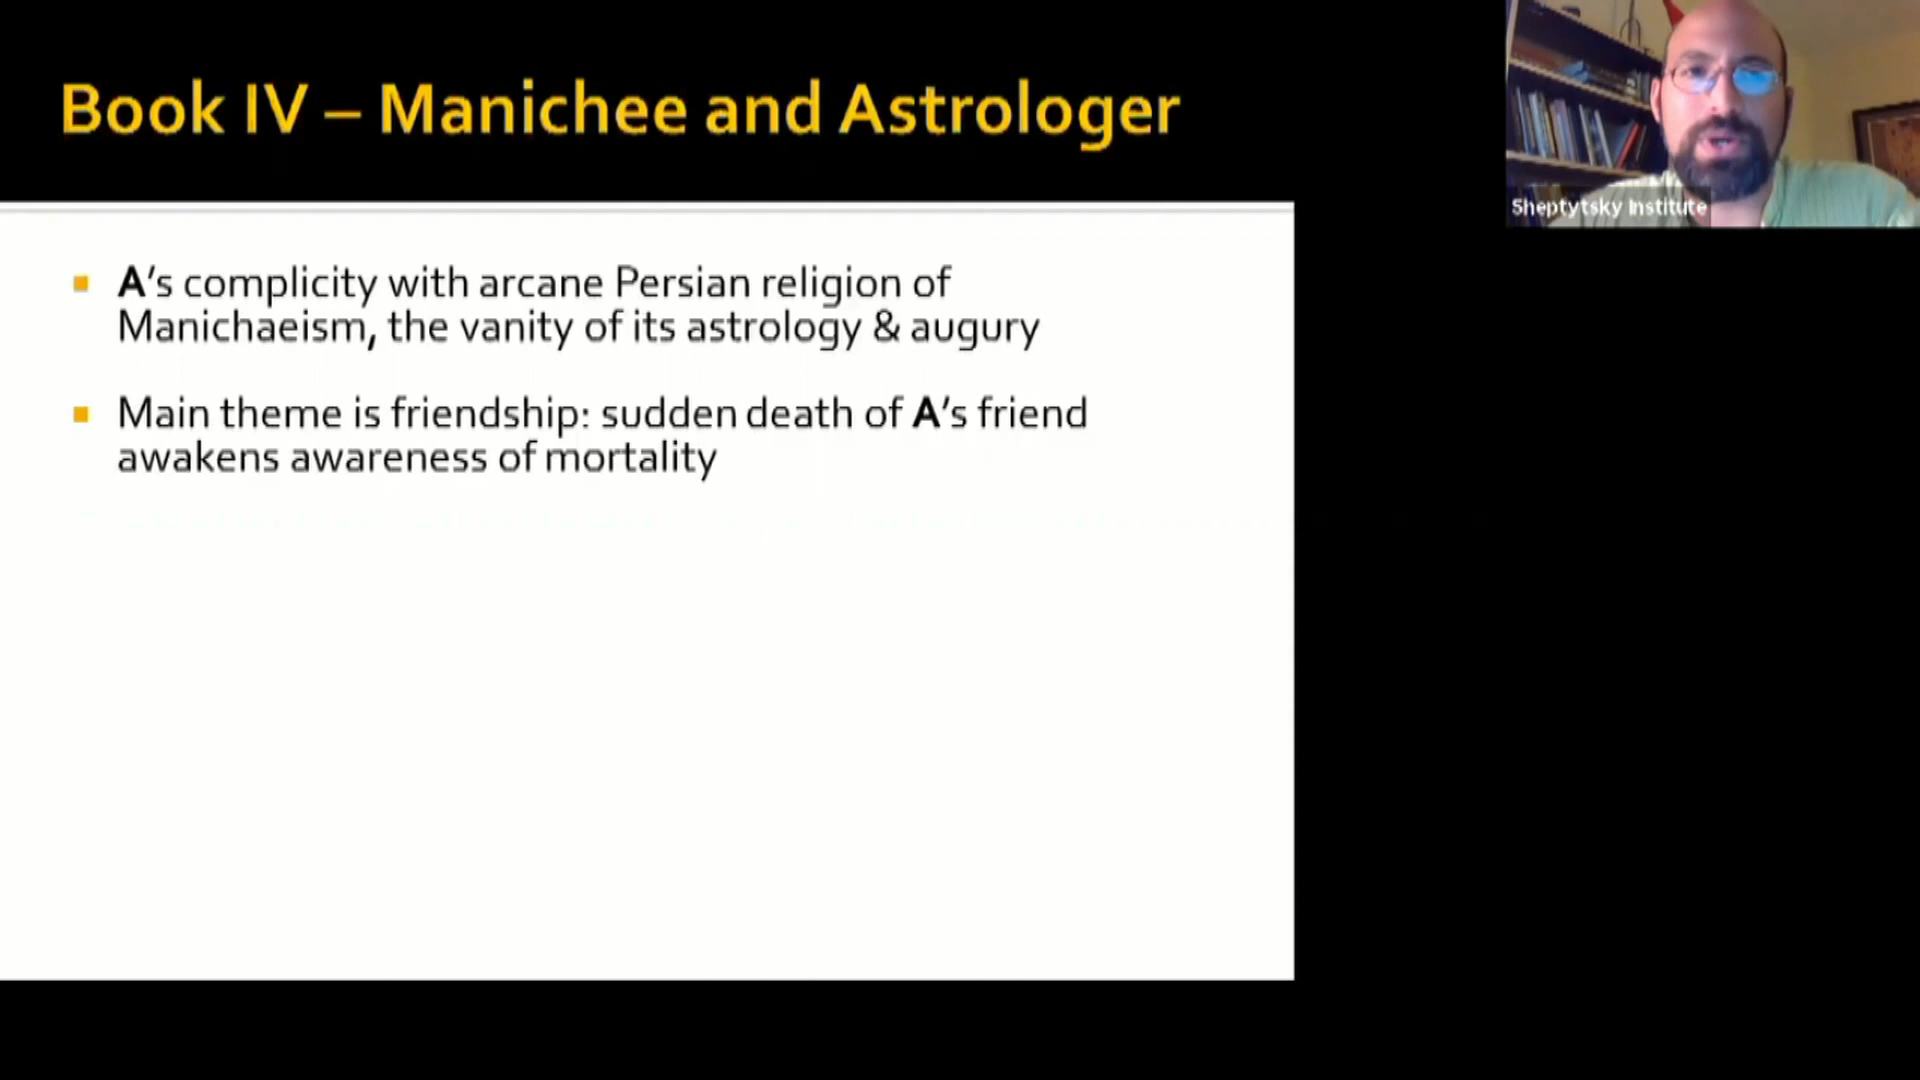 Book IV – Manichee and Astrologer
A's complicity with arcane Persian religion of
Manichaeism, the vanity of its astrology & augury
Main theme is friendship: sudden death of A's friend
awakens awareness of mortality
Sheptytsky Institute